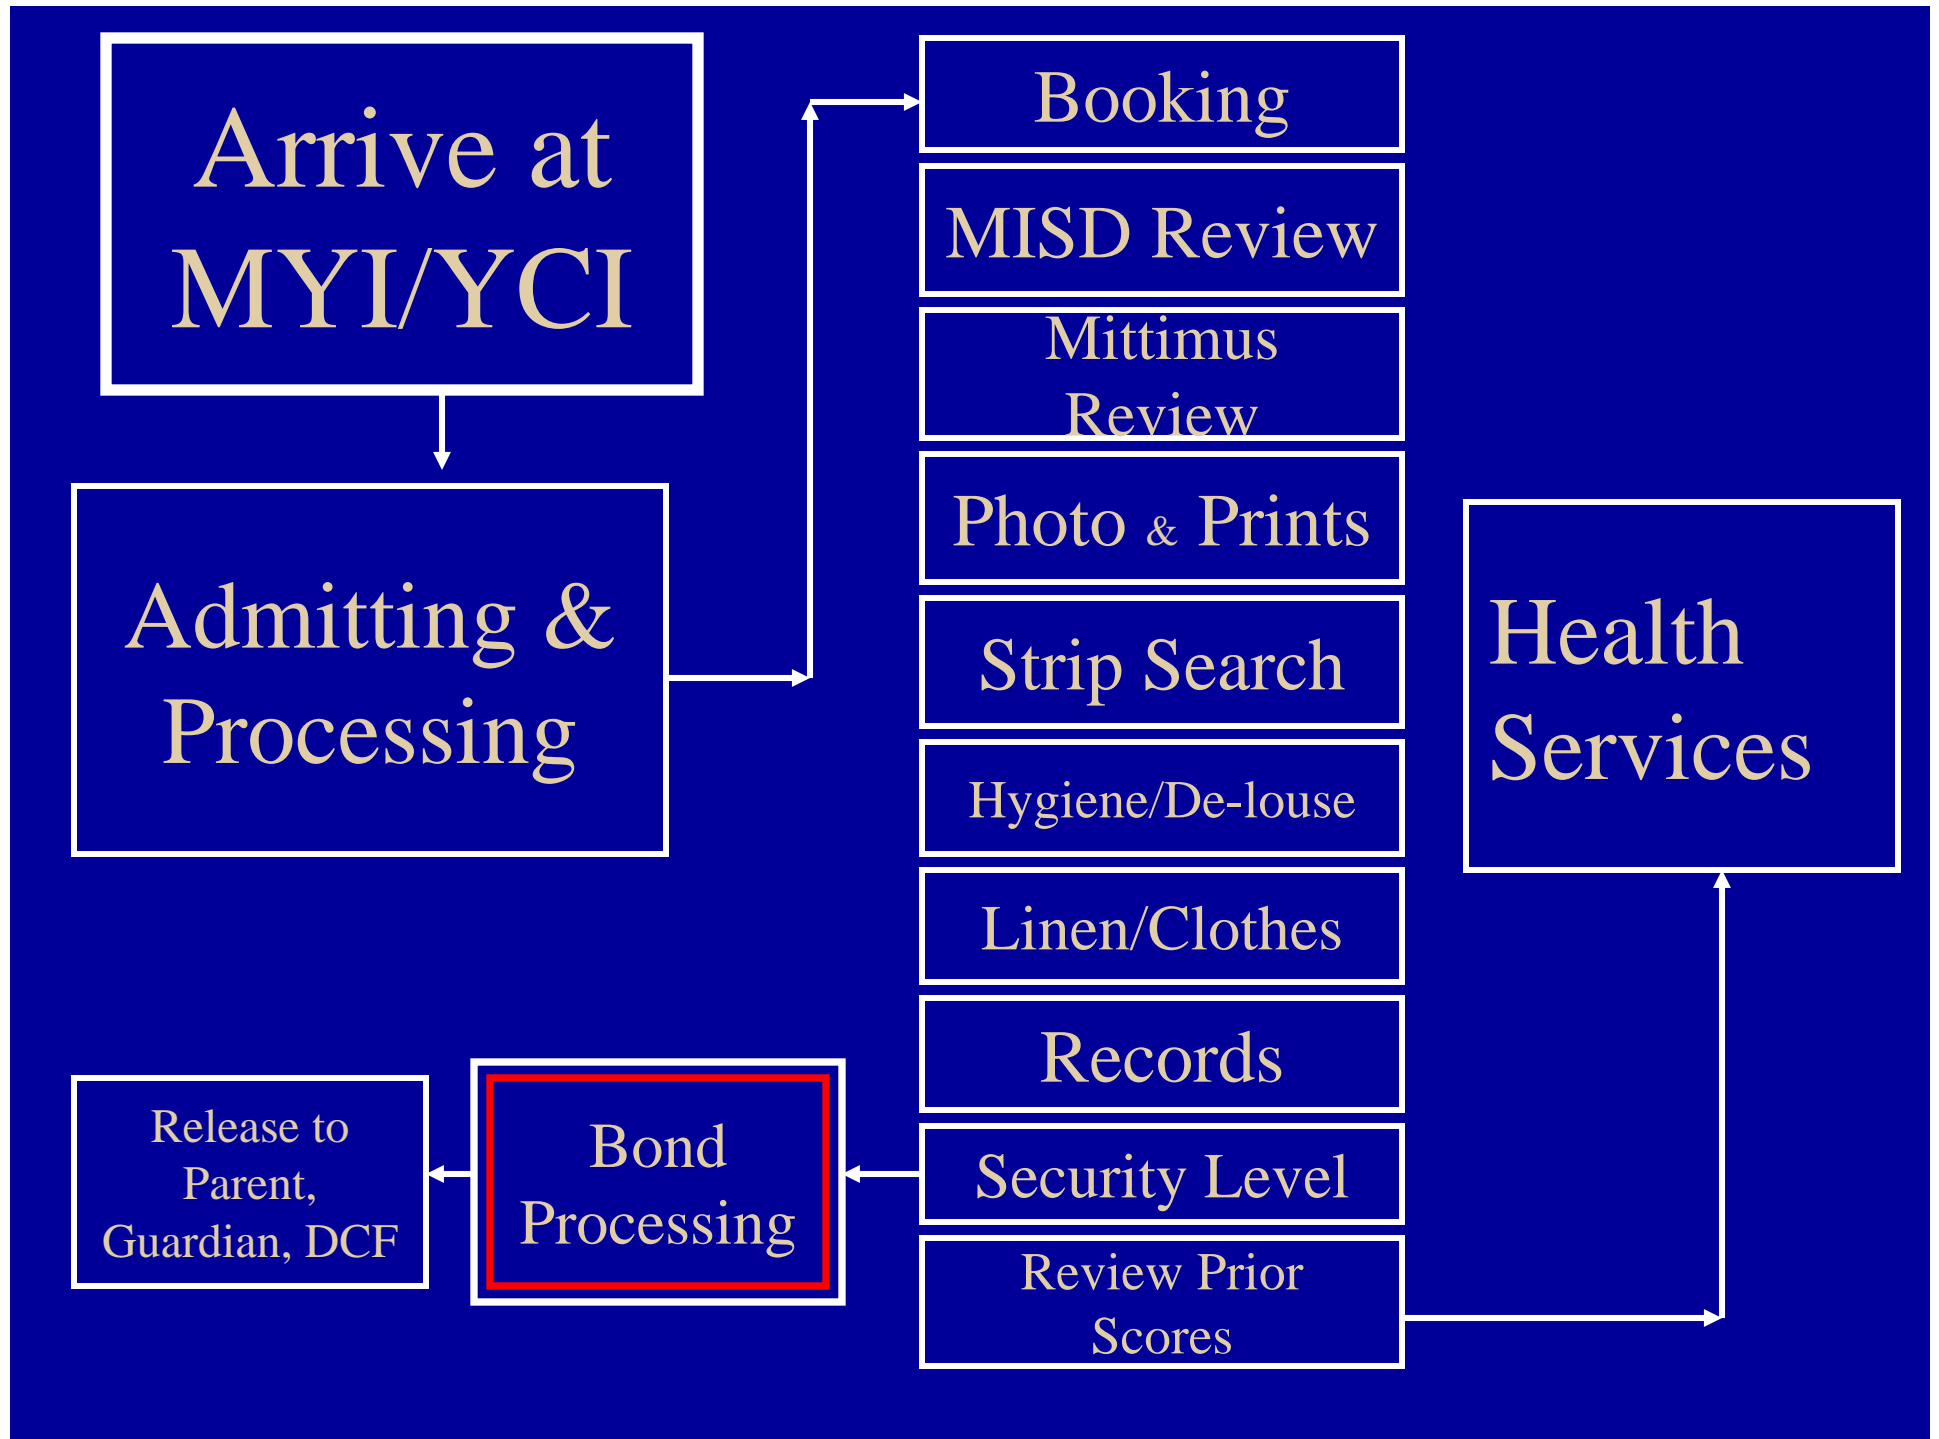 Arrive at
MYI/YCI
Admitting &
Processing
Booking
MISD Review
Mittimus
Review
Photo & Prints
Strip Search
Hygiene/De-louse
Linen/Clothes
Records
Security Level
Review Prior
Scores
Bond
Processing
Release to
Parent,
Guardian, DCF
Health
Services